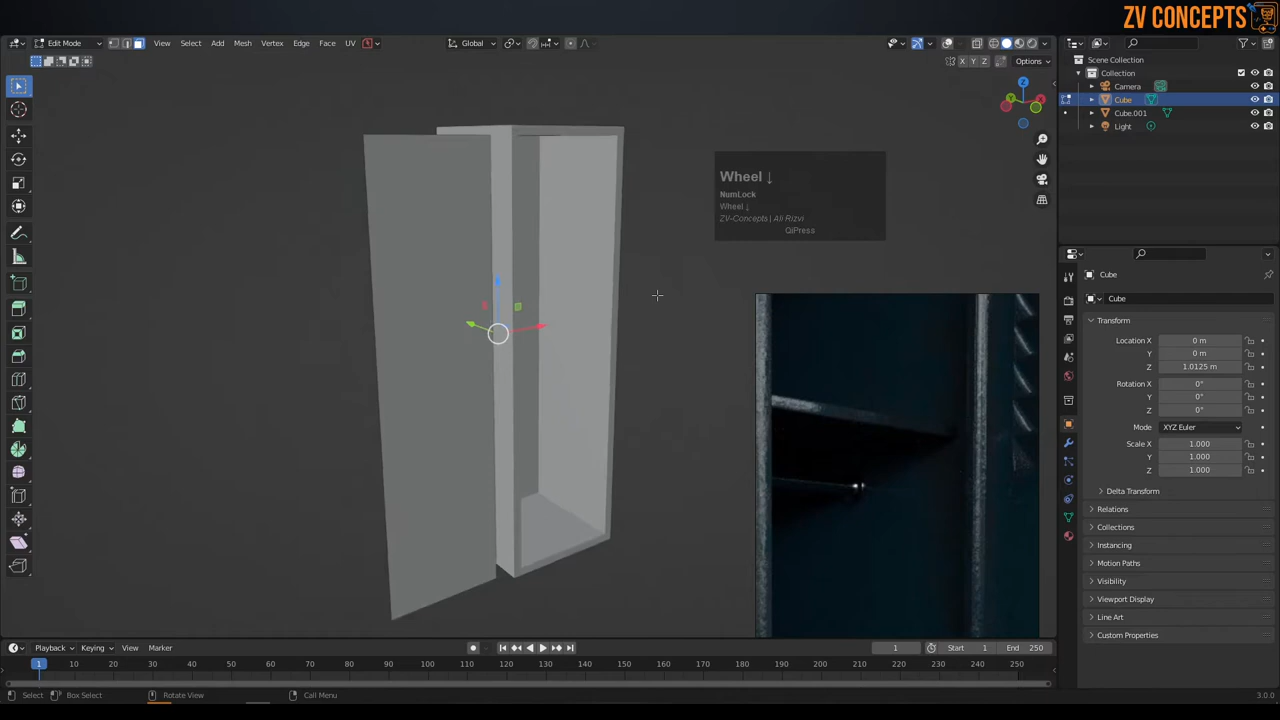 ZV CONCEPTS
Edit Mode
View Select Add Mesh Vertex Edge Face UV
Global
X Y Z Options
Scene Collection
Collection
Camera
Cube
Cube.001
Light
Z
Y
X
Wheel ↓
NumLock
Wheel ↓
ZV-Concepts | Ali Rizvi
QiPress
Cube
Cube
Transform
Location X 0 m
Y 0 m
Z 1.0125 m
Rotation X 0°
Y 0°
Z 0°
Mode XYZ Euler
Scale X 1.000
Y 1.000
Z 1.000
Delta Transform
Relations
Collections
Instancing
Motion Paths
Visibility
Viewport Display
Line Art
Custom Properties
Playback Keying View Marker
1 Start 1 End 250
1 10 20 30 40 50 60 70 80 90 100 110 120 130 140 150 160 170 180 190 200 210 220 230 240 250
Select Box Select Rotate View Call Menu
3.0.0